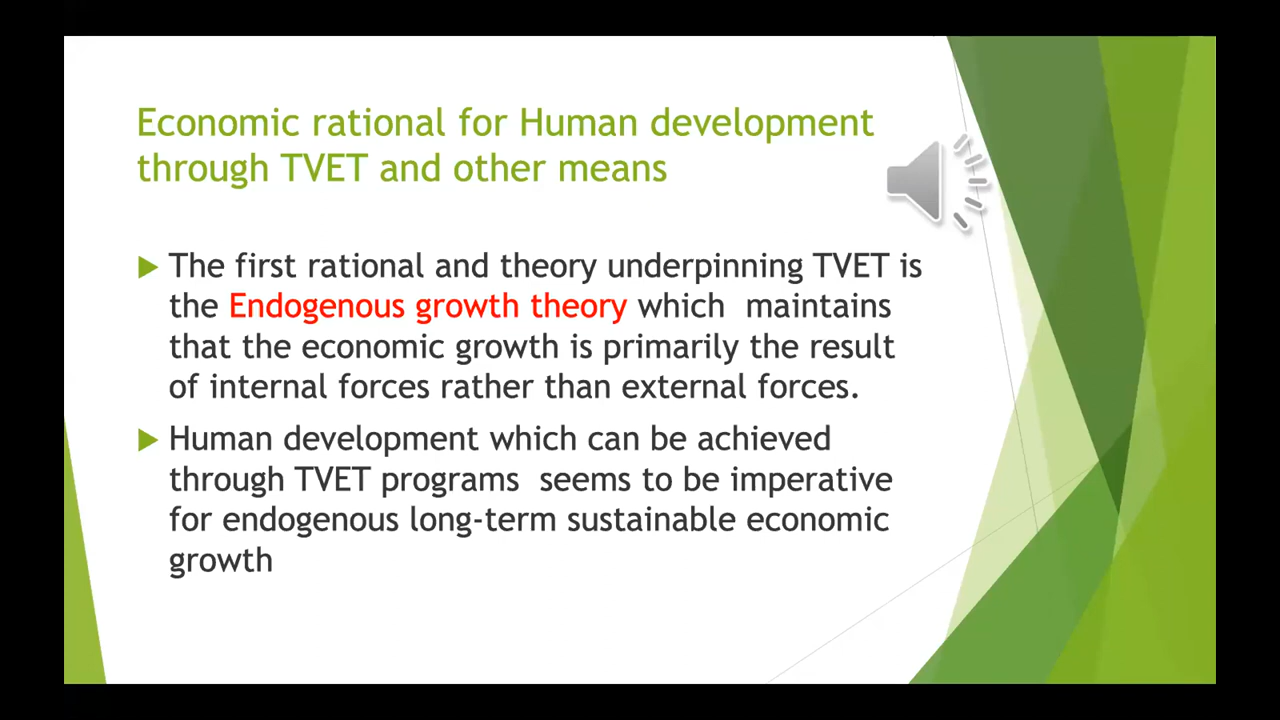 Economic rational for Human development
through TVET and other means
The first rational and theory underpinning TVET is
the Endogenous growth theory which maintains
that the economic growth is primarily the result
of internal forces rather than external forces.
Human development which can be achieved
through TVET programs seems to be imperative
for endogenous long-term sustainable economic
growth